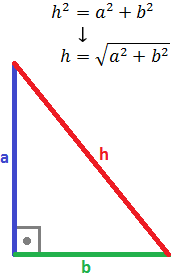 h² = a² + b²
↓
h = √(a² + b²)
a
h
b